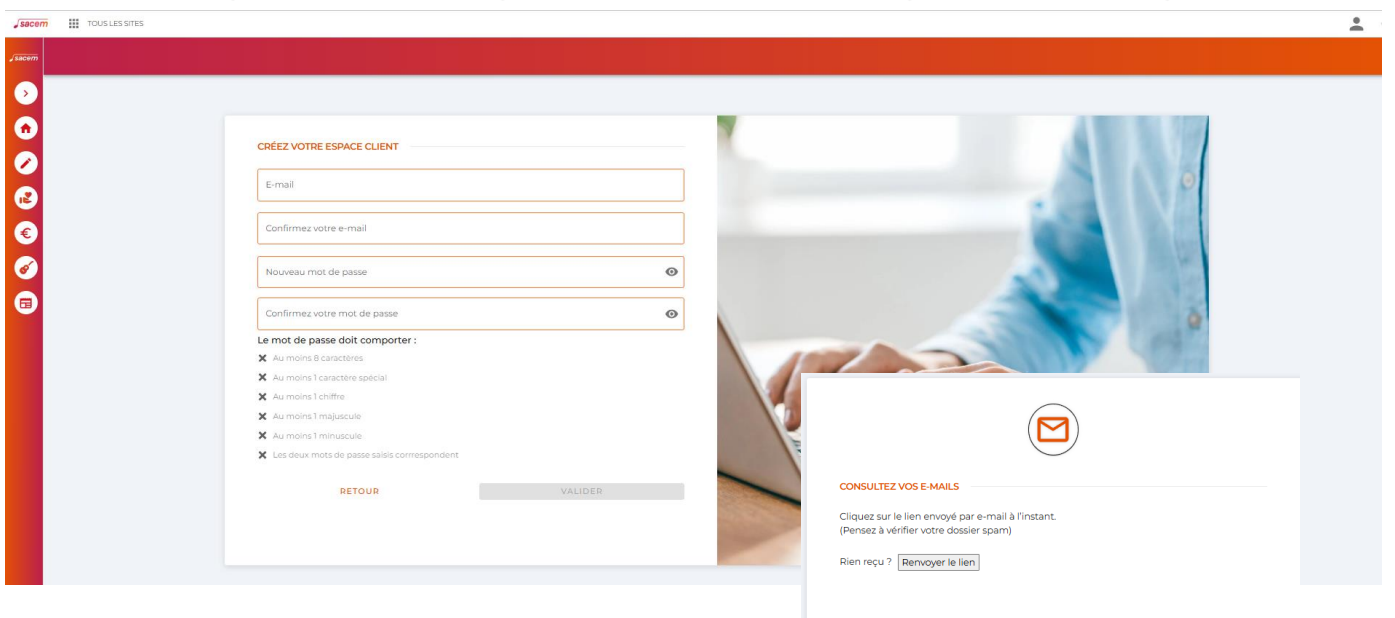 sacem
TOUS LES SITES
sacem
CRÉEZ VOTRE ESPACE CLIENT
E-mail
Confirmez votre e-mail
Nouveau mot de passe
Confirmez votre mot de passe
Le mot de passe doit comporter :
Au moins 8 caractères
Au moins 1 caractère spécial
Au moins 1 chiffre
Au moins 1 majuscule
Au moins 1 minuscule
Les deux mots de passe saisis corrrespondent
RETOUR
VALIDER
CONSULTEZ VOS E-MAILS
Cliquez sur le lien envoyé par e-mail à l'instant.
(Pensez à vérifier votre dossier spam)
Rien reçu ? Renvoyer le lien